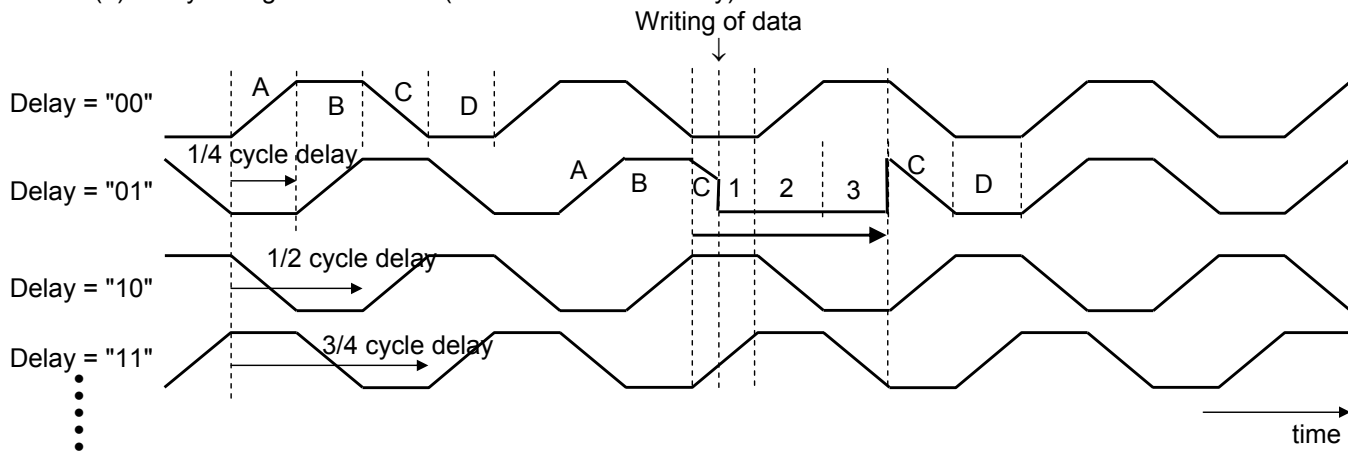 Writing of data
↓
Delay = "00" A B C D
1/4 cycle delay
Delay = "01" A B C 1 2 3 C D
1/2 cycle delay
Delay = "10"
3/4 cycle delay
Delay = "11"
time